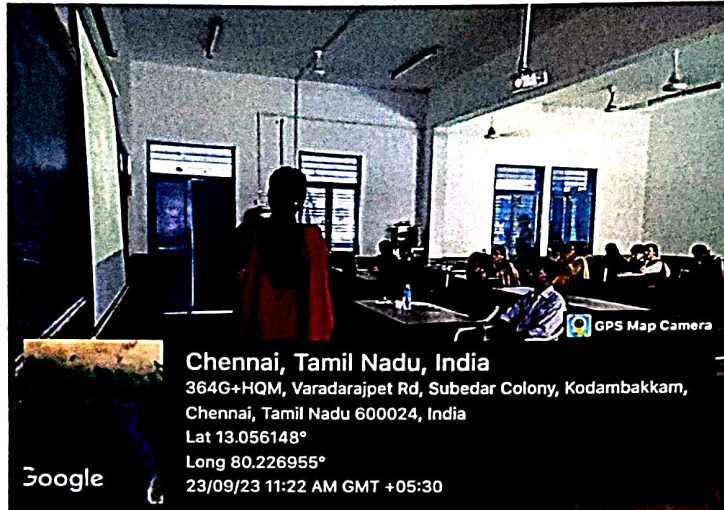 GPS Map Camera
Chennai, Tamil Nadu, India
364G+HQM, Varadarajpet Rd, Subedar Colony, Kodambakkam,
Chennai, Tamil Nadu 600024, India
Lat 13.056148°
Long 80.226955°
23/09/23 11:22 AM GMT +05:30
Google